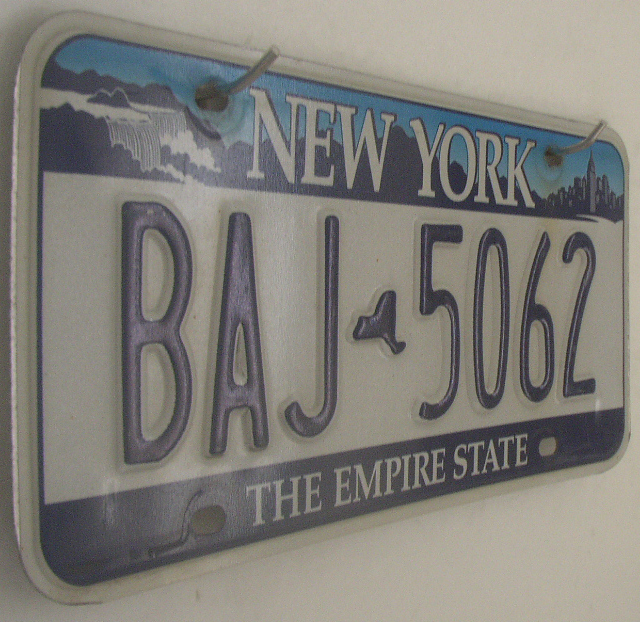 NEW YORK
BAJ 5062
THE EMPIRE STATE